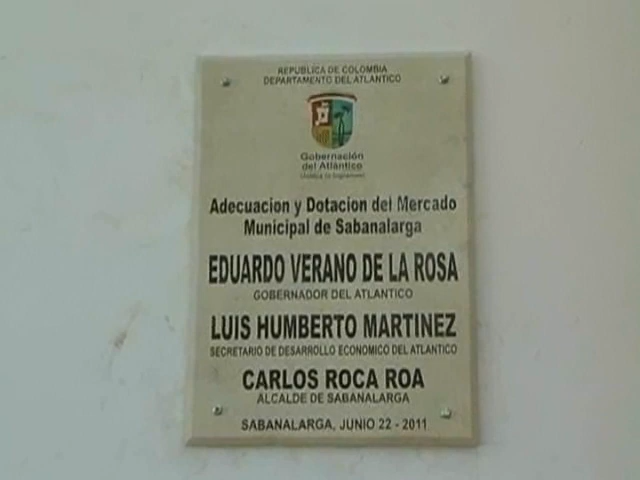 REPUBLICA DE COLOMBIA
DEPARTAMENTO DEL ATLANTICO
Gobernación
del Atlántico
Adecuacion y Dotacion del Mercado
Municipal de Sabanalarga
EDUARDO VERANO DE LA ROSA
GOBERNADOR DEL ATLANTICO
LUIS HUMBERTO MARTINEZ
SECRETARIO DE DESARROLLO ECONOMICO DEL ATLANTICO
CARLOS ROCA ROA
ALCALDE DE SABANALARGA
SABANALARGA, JUNIO 22 - 2011